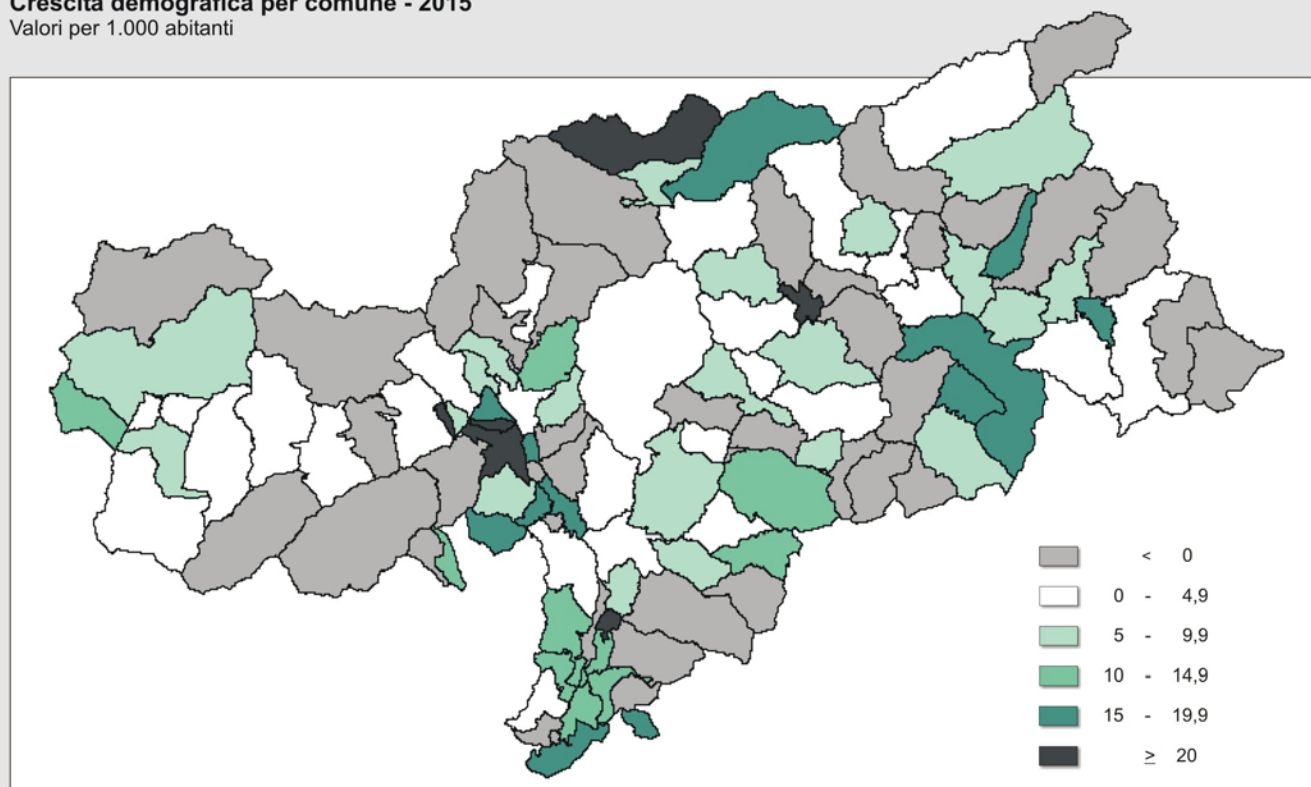 Crescita demografica per comune - 2015
Valori per 1.000 abitanti
< 0
0 - 4,9
5 - 9,9
10 - 14,9
15 - 19,9
≥ 20